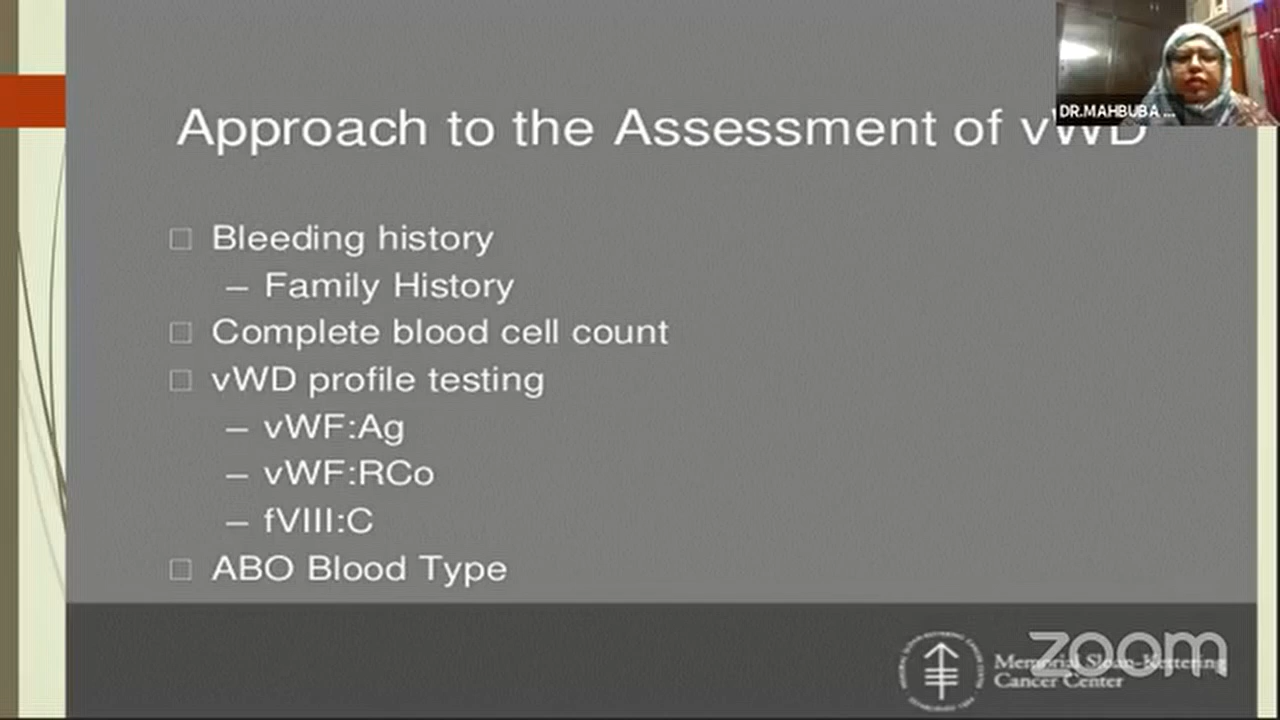 DR.MAHBUBA ...
Approach to the Assessment of vWD
□ Bleeding history
– Family History
□ Complete blood cell count
□ vWD profile testing
– vWF:Ag
– vWF:RCo
– fVIII:C
□ ABO Blood Type
zoom
Memorial Sloan-Kettering
Cancer Center